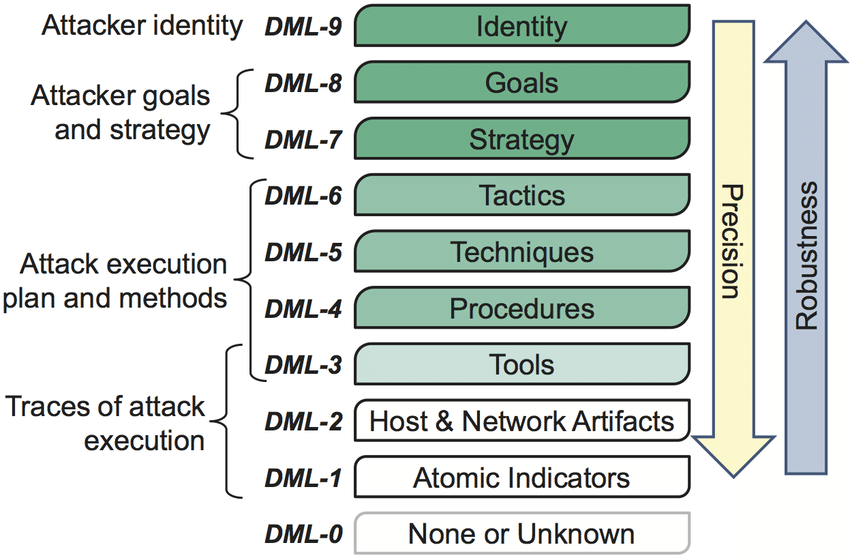 Attacker identity DML-9 Identity
Attacker goals
and strategy
DML-8 Goals
DML-7 Strategy
Attack execution
plan and methods
DML-6 Tactics
DML-5 Techniques
DML-4 Procedures
DML-3 Tools
Traces of attack
execution
DML-2 Host & Network Artifacts
DML-1 Atomic Indicators
DML-0 None or Unknown
Precision
Robustness